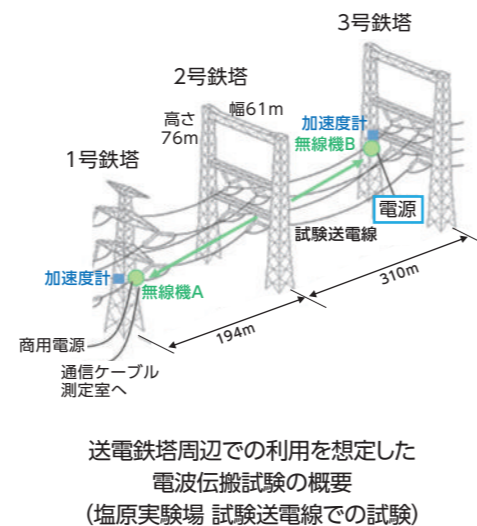 3号鉄塔
2号鉄塔
幅61m
高さ
76m
加速度計
無線機B
1号鉄塔
電源
試験送電線
加速度計
無線機A
310m
194m
商用電源
通信ケーブル
測定室へ
送電鉄塔周辺での利用を想定した
電波伝搬試験の概要
(塩原実験場 試験送電線での試験)